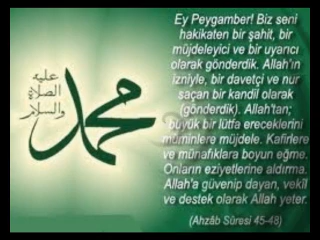 محمد
عليه
الصلاة
والسلام
Ey Peygamber! Biz seni
hakikaten bir şahit, bir
müjdeleyici ve bir uyarıcı
olarak gönderdik. Allah'ın
izniyle, bir davetçi ve nur
saçan bir kandil olarak
(gönderdik). Allah'tan;
büyük bir lütfa ereceklerini
müminlere müjdele. Kafirlere
ve münafıklara boyun eğme.
Onların eziyetlerine aldırma.
Allah'a güvenip dayan, vekîl
ve destek olarak Allah yeter.
(Ahzâb Sûresi 45-48)